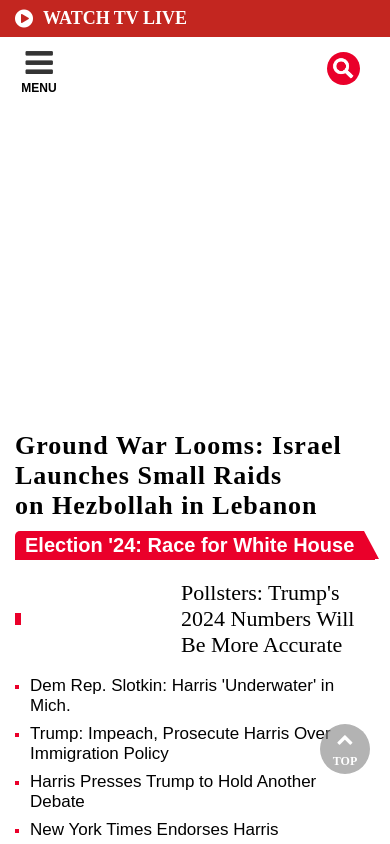 WATCH TV LIVE
MENU
Ground War Looms: Israel
Launches Small Raids
on Hezbollah in Lebanon
Election '24: Race for White House
Pollsters: Trump's
2024 Numbers Will
Be More Accurate
Dem Rep. Slotkin: Harris 'Underwater' in
Mich.
Trump: Impeach, Prosecute Harris Over
Immigration Policy
Harris Presses Trump to Hold Another
Debate
New York Times Endorses Harris
TOP